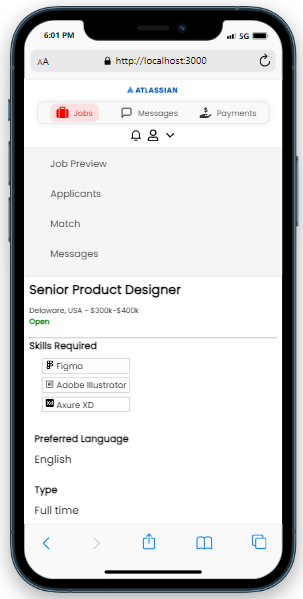 6:01 PM
5G
AA
http://localhost:3000
ATLASSIAN
Jobs Messages Payments
Job Preview
Applicants
Match
Messages
Senior Product Designer
Delaware, USA - $300k-$400k
Open
Skills Required
Figma
Adobe Illustrator
Xd Axure XD
Preferred Language
English
Type
Full time